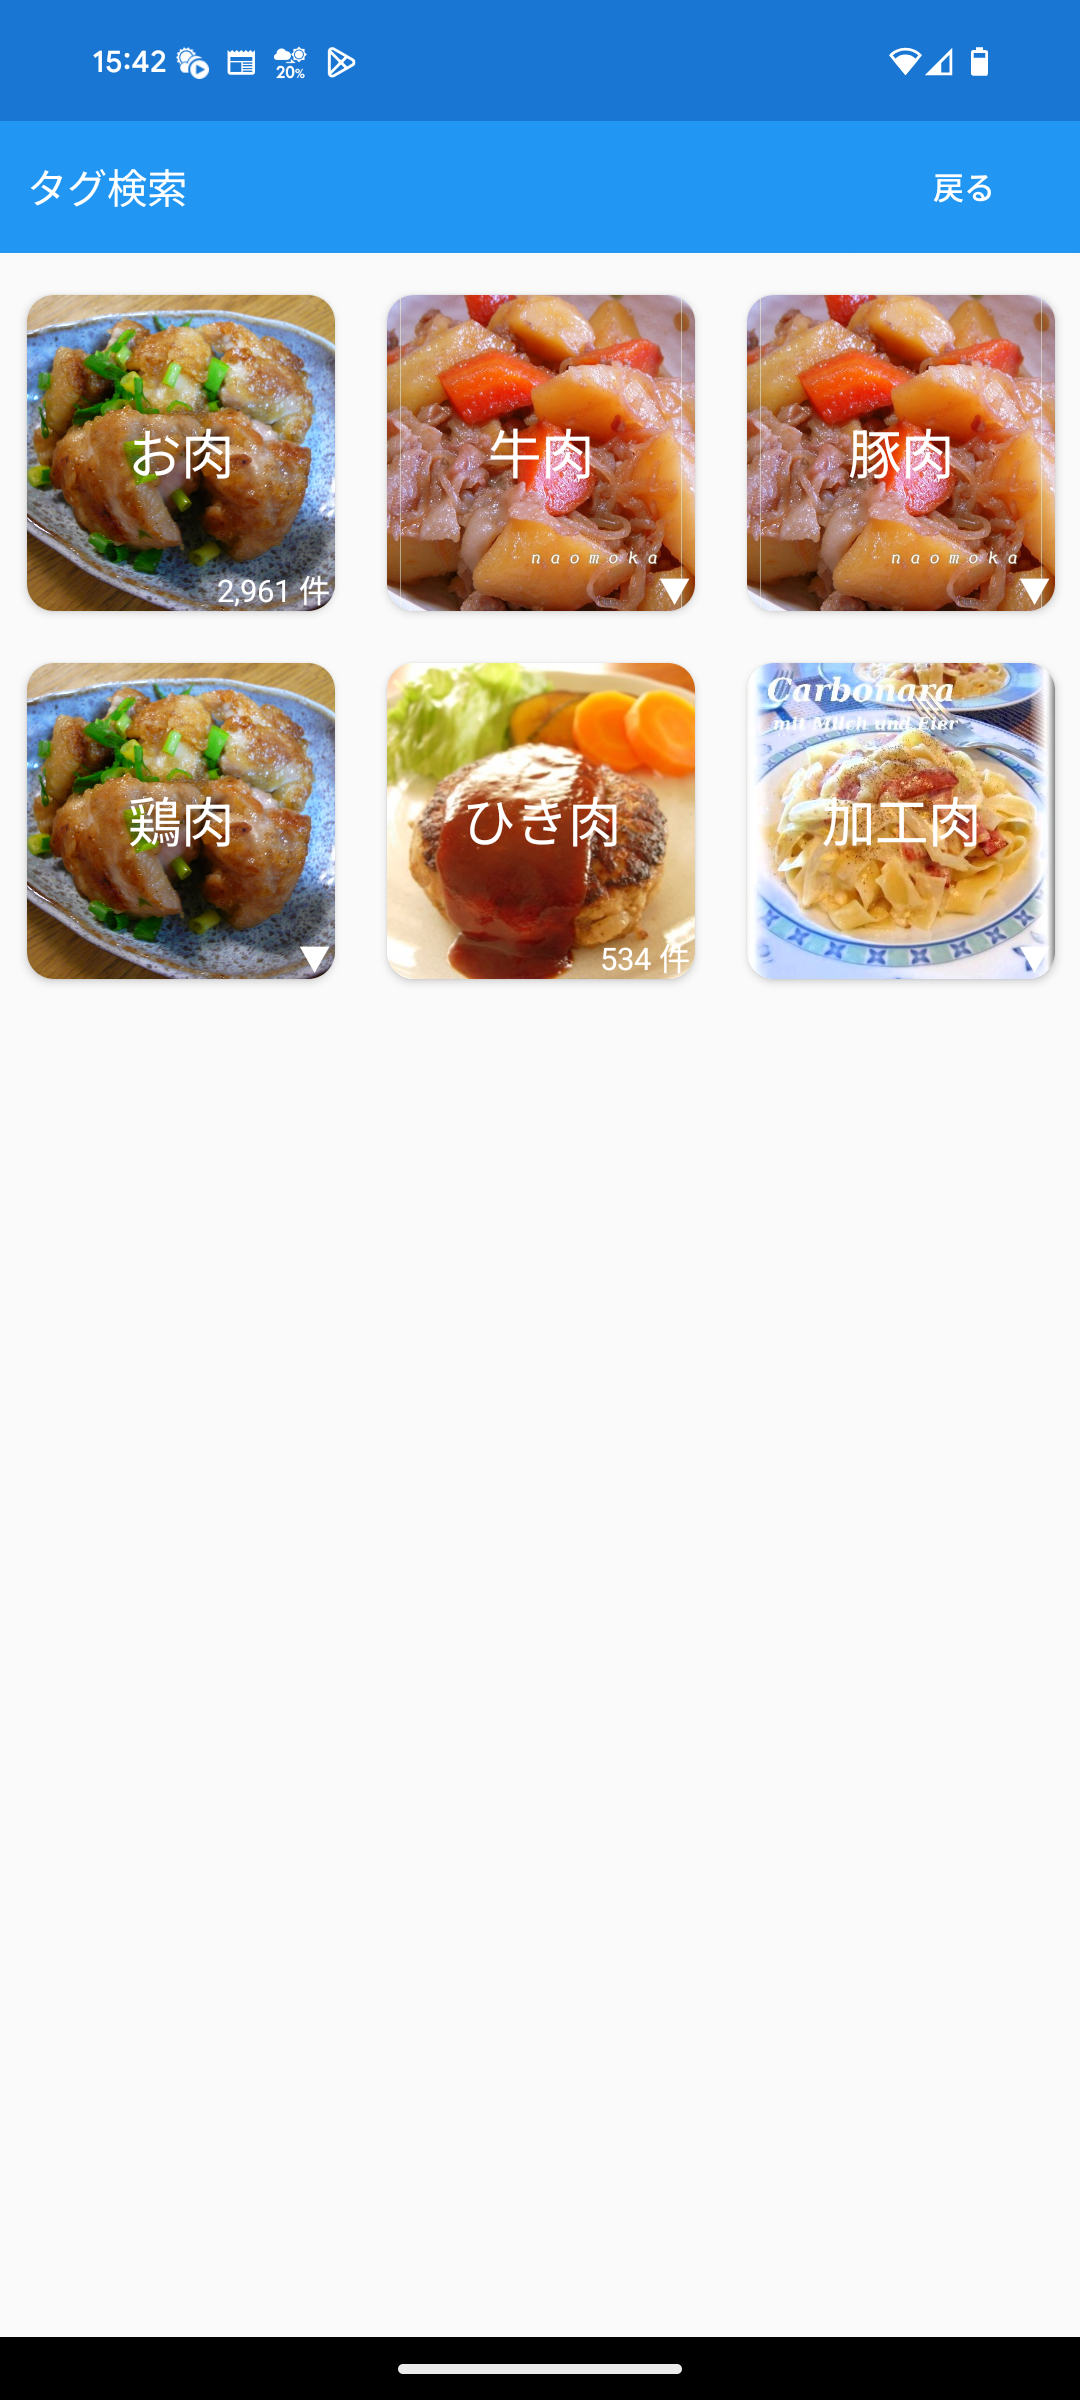 15:42
20%
タグ検索
戻る
お肉
2,961 件
牛肉
naomoka
豚肉
naomoka
鶏肉
ひき肉
534 件
Carbonara
mit Milch und Eier
加工肉